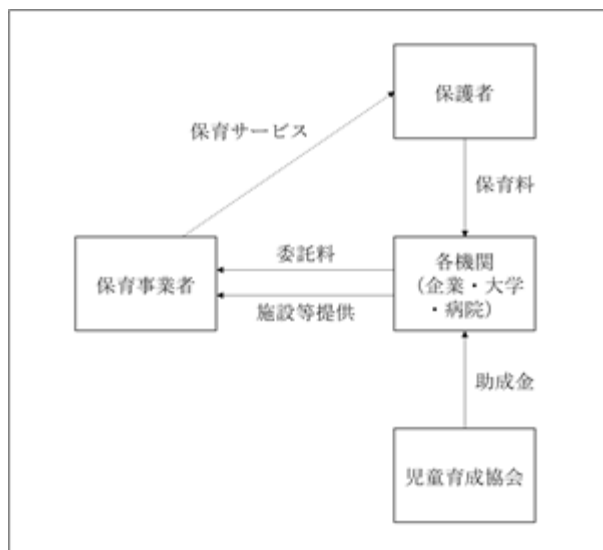 保護者
保育サービス
保育料
保育事業者
委託料
施設等提供
各機関
（企業・大学
・病院）
助成金
児童育成協会